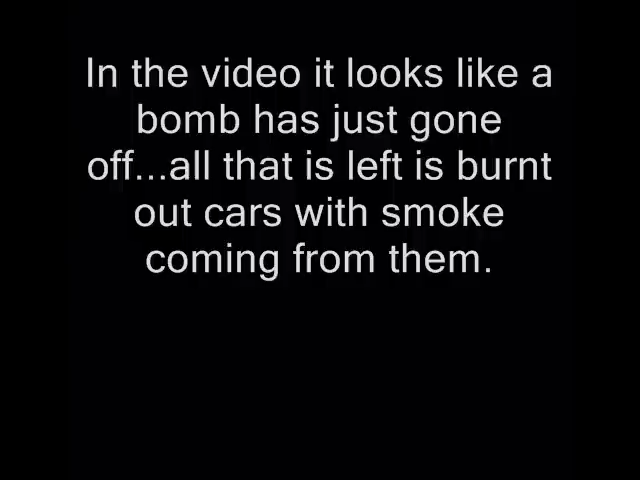 In the video it looks like a
bomb has just gone
off...all that is left is burnt
out cars with smoke
coming from them.